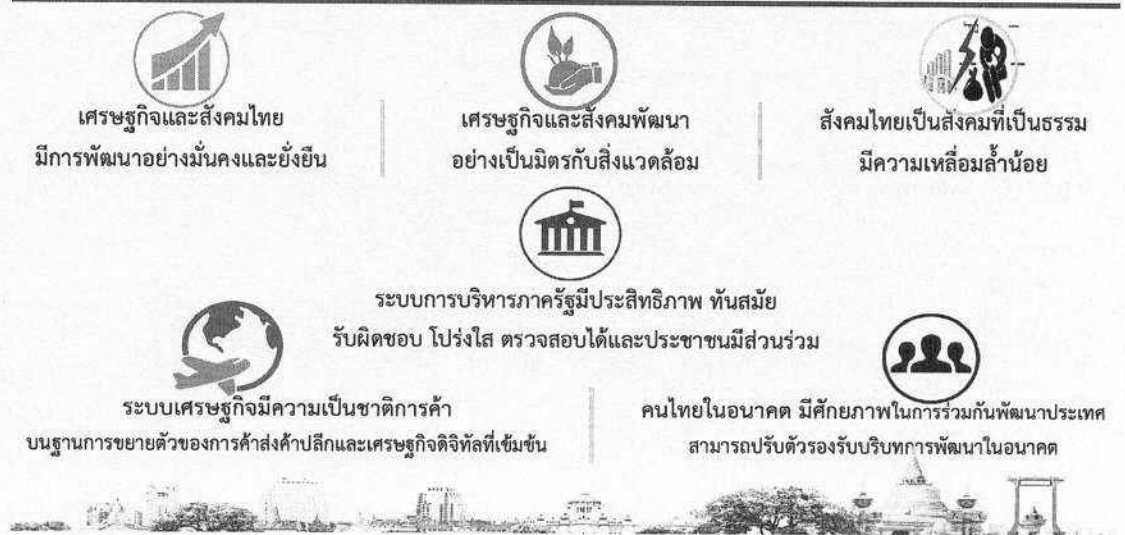 เศรษฐกิจและสังคมไทย
มีการพัฒนาอย่างมั่นคงและยั่งยืน
เศรษฐกิจและสังคมพัฒนา
อย่างเป็นมิตรกับสิ่งแวดล้อม
สังคมไทยเป็นสังคมที่เป็นธรรม
มีความเหลื่อมล้ำน้อย
ระบบการบริหารภาครัฐมีประสิทธิภาพ ทันสมัย
รับผิดชอบ โปร่งใส ตรวจสอบได้และประชาชนมีส่วนร่วม
ระบบเศรษฐกิจมีความเป็นชาติการค้า
บนฐานการขยายตัวของการค้าส่งค้าปลีกและเศรษฐกิจดิจิทัลที่เข้มข้น
คนไทยในอนาคต มีศักยภาพในการร่วมกันพัฒนาประเทศ
สามารถปรับตัวรองรับบริบทการพัฒนาในอนาคต